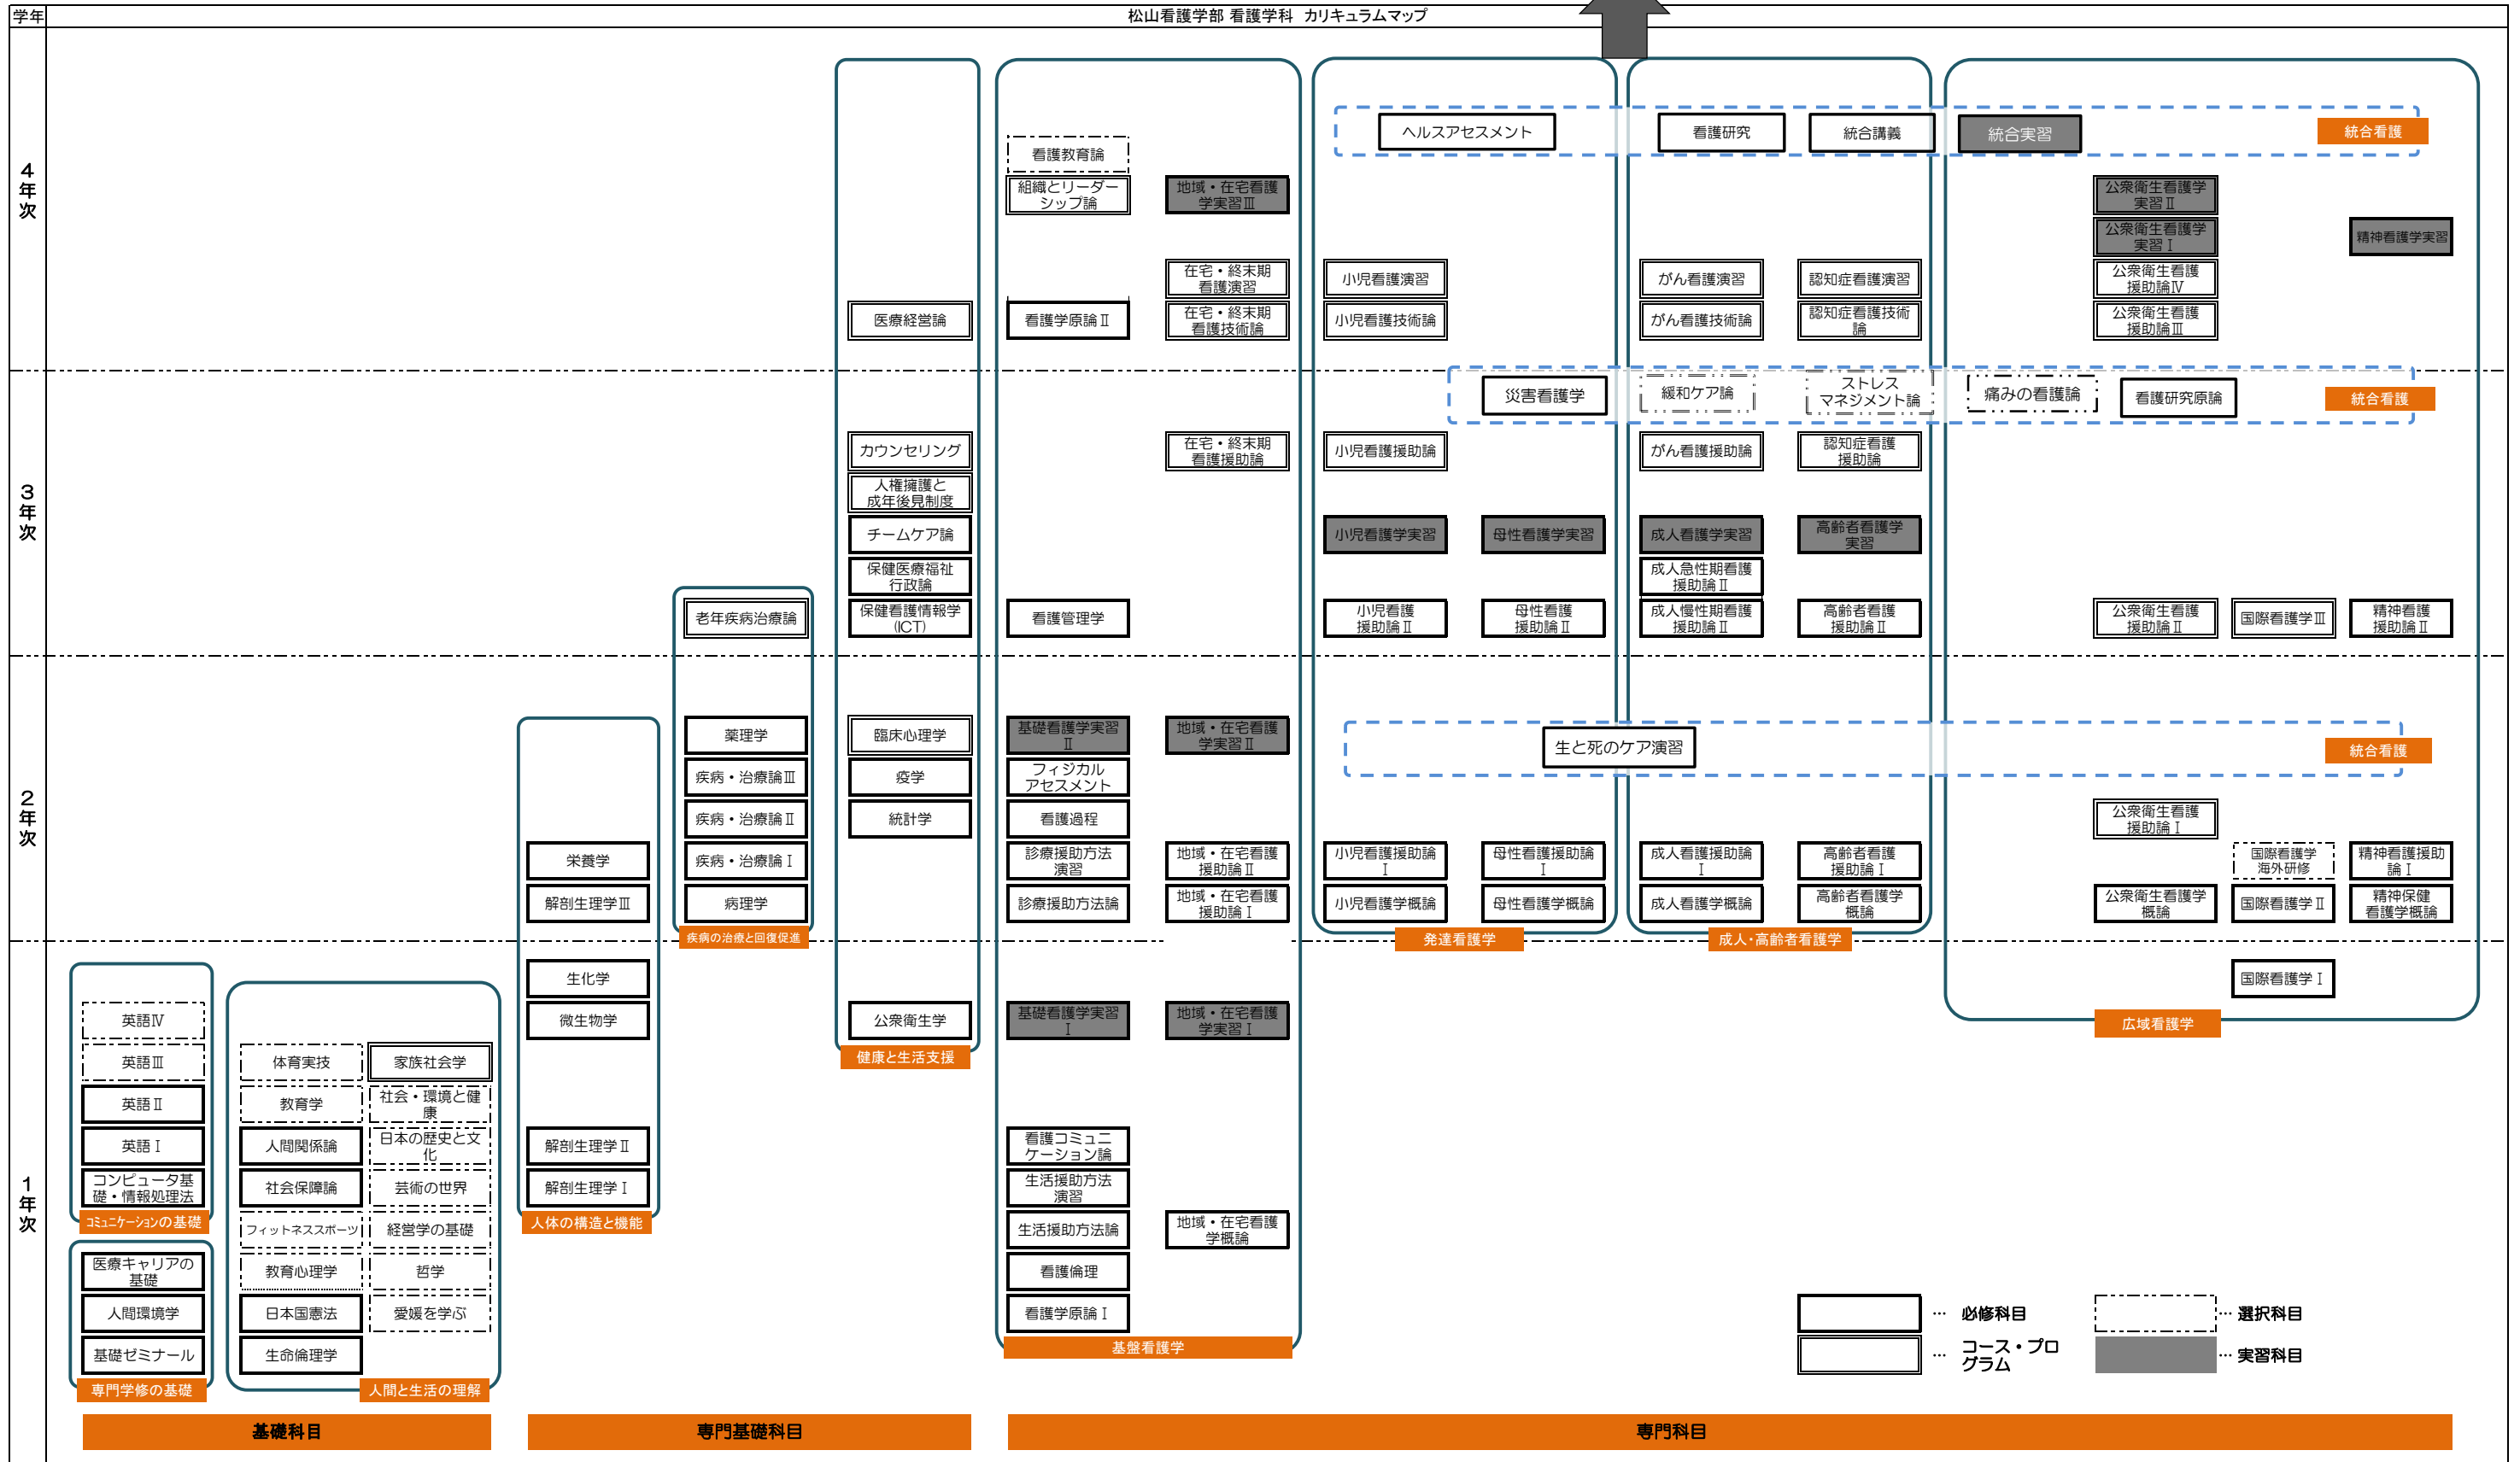 学年
松山看護学部 看護学科 カリキュラムマップ
4
年
次
ヘルスアセスメント
看護研究
統合講義
統合実習
統合看護
看護教育論
組織とリーダー
シップ論
地域・在宅看護
学実習Ⅲ
公衆衛生看護学
実習Ⅱ
公衆衛生看護学
実習Ⅰ
精神看護学実習
在宅・終末期
看護演習
小児看護演習
がん看護演習
認知症看護演習
公衆衛生看護
援助論Ⅳ
医療経営論
看護学原論Ⅱ
在宅・終末期
看護技術論
小児看護技術論
がん看護技術論
認知症看護技術
論
公衆衛生看護
援助論Ⅲ
3
年
次
災害看護学
緩和ケア論
ストレス
マネジメント論
痛みの看護論
看護研究原論
統合看護
カウンセリング
在宅・終末期
看護援助論
小児看護援助論
がん看護援助論
認知症看護
援助論
人権擁護と
成年後見制度
チームケア論
小児看護学実習
母性看護学実習
成人看護学実習
高齢者看護学
実習
保健医療福祉
行政論
成人急性期看護
援助論Ⅱ
老年疾病治療論
保健看護情報学
(ICT)
看護管理学
小児看護
援助論Ⅱ
母性看護
援助論Ⅱ
成人慢性期看護
援助論Ⅱ
高齢者看護
援助論Ⅱ
公衆衛生看護
援助論Ⅱ
国際看護学Ⅲ
精神看護
援助論Ⅱ
2
年
次
薬理学
臨床心理学
基礎看護学実習
Ⅱ
地域・在宅看護
学実習Ⅱ
生と死のケア演習
統合看護
疾病・治療論Ⅲ
疫学
フィジカル
アセスメント
疾病・治療論Ⅱ
統計学
看護過程
公衆衛生看護
援助論Ⅰ
栄養学
疾病・治療論Ⅰ
診療援助方法
演習
地域・在宅看護
援助論Ⅱ
小児看護援助論
Ⅰ
母性看護援助論
Ⅰ
成人看護援助論
Ⅰ
高齢者看護
援助論Ⅰ
国際看護学
海外研修
精神看護援助
論Ⅰ
解剖生理学Ⅲ
病理学
診療援助方法論
地域・在宅看護
援助論Ⅰ
小児看護学概論
母性看護学概論
成人看護学概論
高齢者看護学
概論
公衆衛生看護学
概論
国際看護学Ⅱ
精神保健
看護学概論
疾病の治療と回復促進
発達看護学
成人・高齢者看護学
1
年
次
生化学
国際看護学Ⅰ
英語Ⅳ
微生物学
公衆衛生学
基礎看護学実習
Ⅰ
地域・在宅看護
学実習Ⅰ
広域看護学
英語Ⅲ
体育実技
家族社会学
健康と生活支援
英語Ⅱ
教育学
社会・環境と健
康
英語Ⅰ
人間関係論
日本の歴史と文
化
解剖生理学Ⅱ
看護コミュニ
ケーション論
コンピュータ基
礎・情報処理法
社会保障論
芸術の世界
解剖生理学Ⅰ
生活援助方法
演習
コミュニケーションの基礎
フィットネススポーツ
経営学の基礎
人体の構造と機能
生活援助方法論
地域・在宅看護
学概論
医療キャリアの
基礎
教育心理学
哲学
看護倫理
人間環境学
日本国憲法
愛媛を学ぶ
看護学原論Ⅰ
基礎ゼミナール
生命倫理学
基盤看護学
専門学修の基礎
人間と生活の理解
… 必修科目
… 選択科目
… コース・プロ
グラム
… 実習科目
基礎科目
専門基礎科目
専門科目